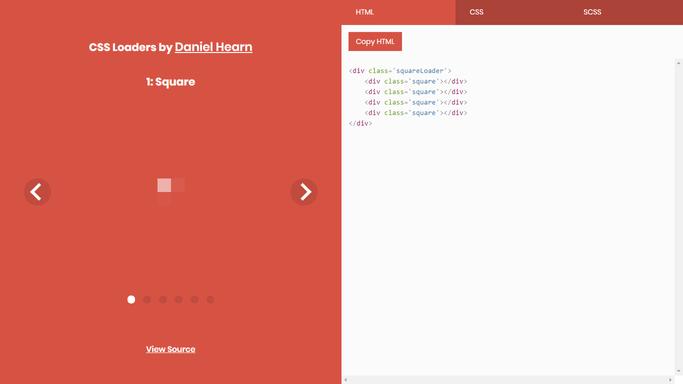 CSS Loaders by Daniel Hearn
1: Square
View Source
HTML
CSS
SCSS
Copy HTML
<div class='squareLoader'>
    <div class='square'></div>
    <div class='square'></div>
    <div class='square'></div>
    <div class='square'></div>
</div>